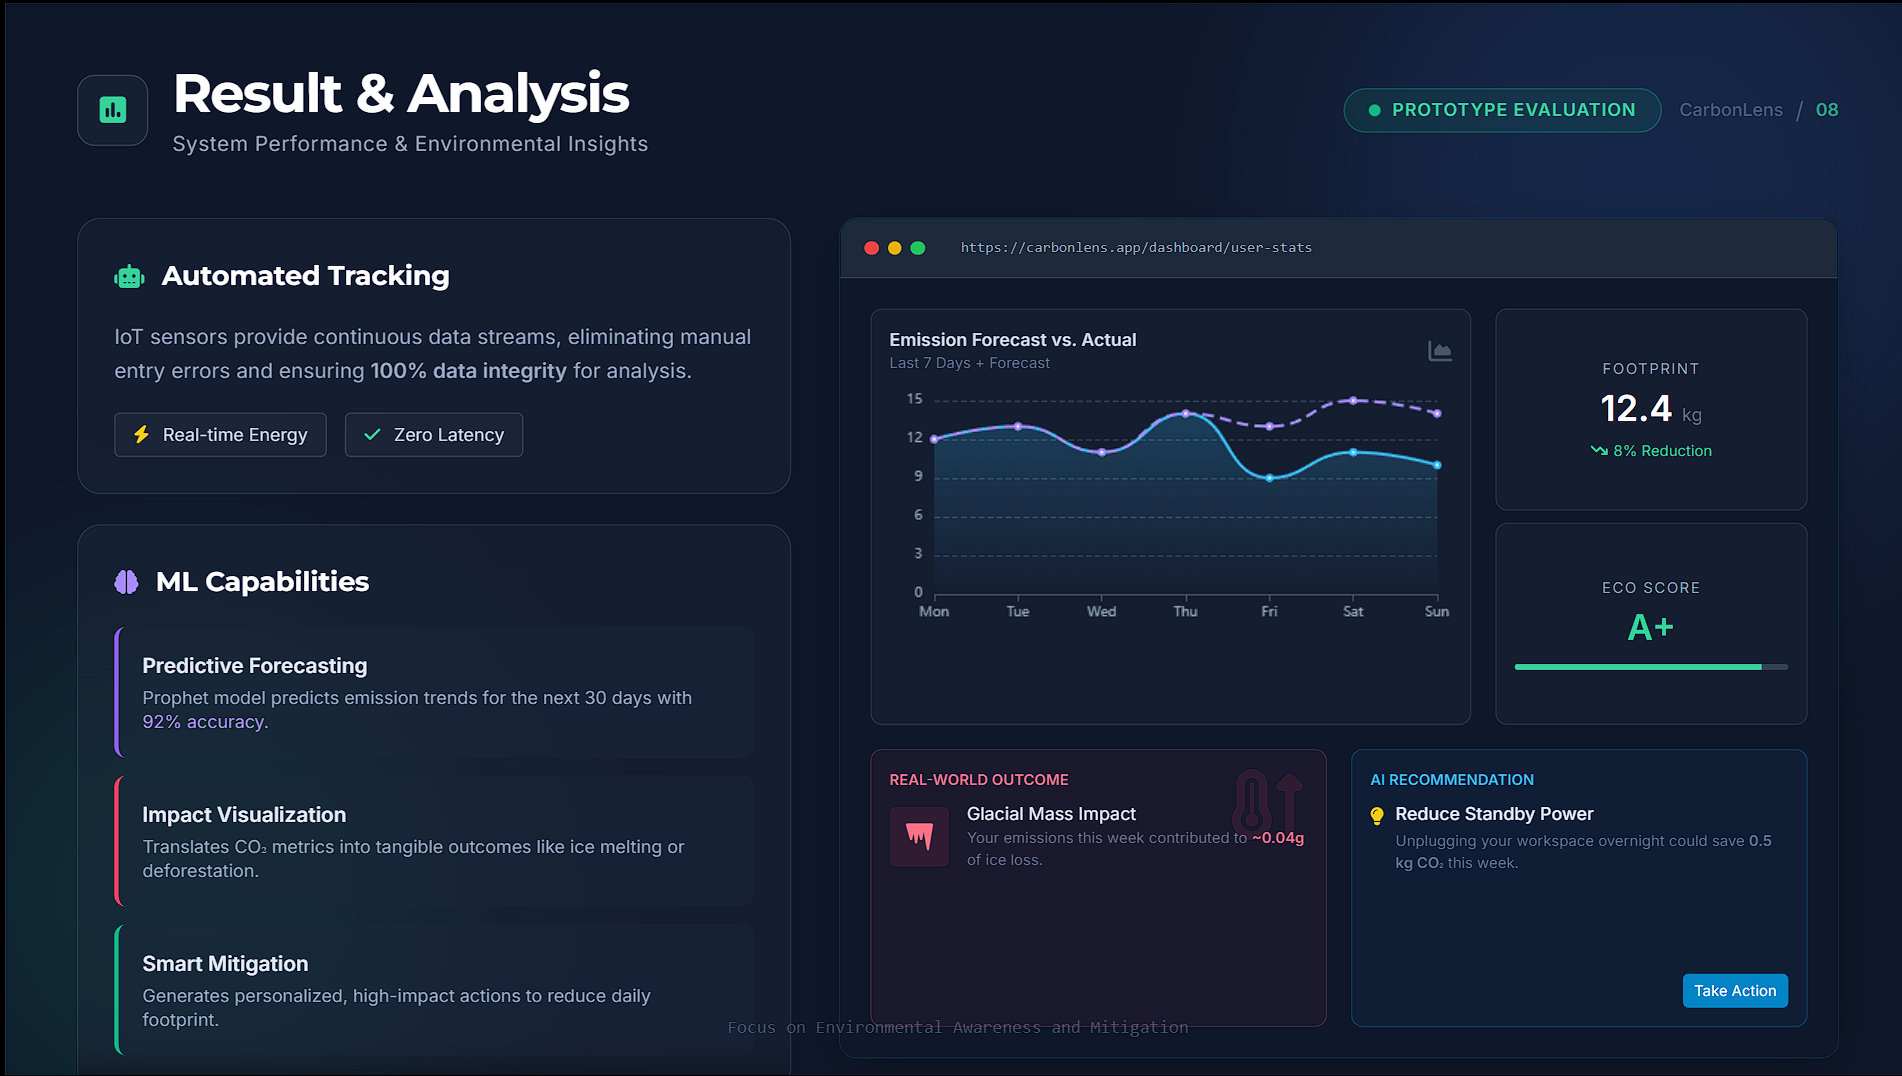 Result & Analysis
System Performance & Environmental Insights
PROTOTYPE EVALUATION
CarbonLens / 08
Automated Tracking
IoT sensors provide continuous data streams, eliminating manual
entry errors and ensuring 100% data integrity for analysis.
Real-time Energy
Zero Latency
ML Capabilities
Predictive Forecasting
Prophet model predicts emission trends for the next 30 days with
92% accuracy.
Impact Visualization
Translates CO₂ metrics into tangible outcomes like ice melting or
deforestation.
Smart Mitigation
Generates personalized, high-impact actions to reduce daily
footprint.
https://carbonlens.app/dashboard/user-stats
Emission Forecast vs. Actual
Last 7 Days + Forecast
15
12
9
6
3
0
Mon Tue Wed Thu Fri Sat Sun
FOOTPRINT
12.4 kg
8% Reduction
ECO SCORE
A+
REAL-WORLD OUTCOME
Glacial Mass Impact
Your emissions this week contributed to ~0.04g
of ice loss.
AI RECOMMENDATION
Reduce Standby Power
Unplugging your workspace overnight could save 0.5
kg CO₂ this week.
Take Action
Focus on Environmental Awareness and Mitigation